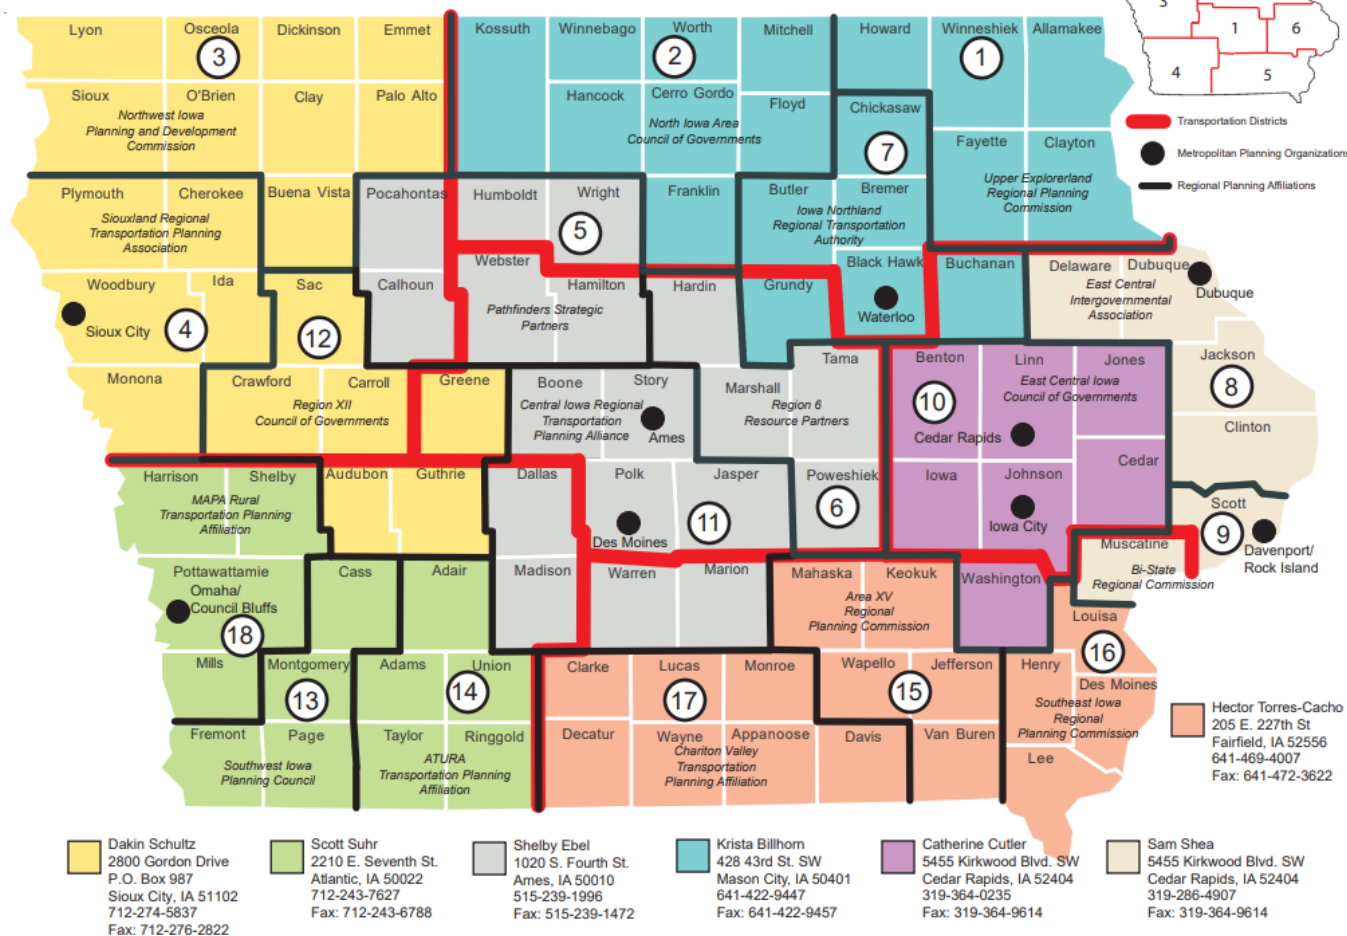 3
1
6
4
5
Transportation Districts
Metropolitan Planning Organizations
Regional Planning Affiliations
Lyon
Osceola
Dickinson
Emmet
Kossuth
Winnebago
Worth
Mitchell
Howard
Winneshiek
Allamakee
3
2
1
Sioux
O'Brien
Clay
Palo Alto
Hancock
Cerro Gordo
Floyd
Chickasaw
Northwest Iowa
Planning and Development
Commission
North Iowa Area
Council of Governments
7
Fayette
Clayton
Upper Explorerland
Regional Planning
Commission
Plymouth
Cherokee
Buena Vista
Pocahontas
Humboldt
Wright
Franklin
Butler
Bremer
Siouxland Regional
Transportation Planning
Association
5
Iowa Northland
Regional Transportation
Authority
Woodbury
Ida
Sac
Calhoun
Webster
Hamilton
Hardin
Grundy
Black Hawk
Buchanan
Delaware
Dubuque
Sioux City
4
12
Pathfinders Strategic
Partners
Waterloo
East Central
Intergovernmental
Association
Dubuque
Monona
Crawford
Carroll
Greene
Boone
Story
Marshall
Tama
Benton
Linn
Jones
Jackson
Region XII
Council of Governments
Central Iowa Regional
Transportation
Planning Alliance
Ames
Region 6
Resource Partners
10
East Central Iowa
Council of Governments
Cedar Rapids
8
Clinton
Harrison
Shelby
Audubon
Guthrie
Dallas
Polk
Jasper
Poweshiek
Iowa
Johnson
Cedar
Scott
MAPA Rural
Transportation Planning
Affiliation
Des Moines
11
6
Iowa City
9
Davenport/
Rock Island
Pottawattamie
Omaha/
Council Bluffs
18
Cass
Adair
Madison
Warren
Marion
Mahaska
Keokuk
Washington
Muscatine
Bi-State
Regional Commission
Area XV
Regional
Planning Commission
Louisa
Mills
Montgomery
Adams
Union
Clarke
Lucas
Monroe
Wapello
Jefferson
Henry
Des Moines
13
14
17
15
16
Southeast Iowa
Regional
Planning Commission
Fremont
Page
Taylor
Ringgold
Decatur
Wayne
Appanoose
Davis
Van Buren
Lee
Southwest Iowa
Planning Council
ATURA
Transportation Planning
Affiliation
Chariton Valley
Transportation
Planning Affiliation
Hector Torres-Cacho
205 E. 227th St
Fairfield, IA 52556
641-469-4007
Fax: 641-472-3622
Dakin Schultz
2800 Gordon Drive
P.O. Box 987
Sioux City, IA 51102
712-274-5837
Fax: 712-276-2822
Scott Suhr
2210 E. Seventh St.
Atlantic, IA 50022
712-243-7627
Fax: 712-243-6788
Shelby Ebel
1020 S. Fourth St.
Ames, IA 50010
515-239-1996
Fax: 515-239-1472
Krista Billhorn
428 43rd St. SW
Mason City, IA 50401
641-422-9447
Fax: 641-422-9457
Catherine Cutler
5455 Kirkwood Blvd. SW
Cedar Rapids, IA 52404
319-364-0235
Fax: 319-364-9614
Sam Shea
5455 Kirkwood Blvd. SW
Cedar Rapids, IA 52404
319-286-4907
Fax: 319-364-9614